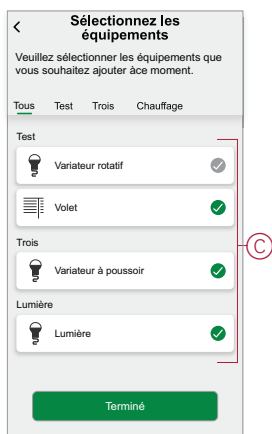 Sélectionnez les
équipements
Veuillez sélectionner les équipements que
vous souhaitez ajouter àce moment.
Tous Test Trois Chauffage
Test
Variateur rotatif
Volet
Trois
Variateur à poussoir
Lumière
Lumière
C
Terminé